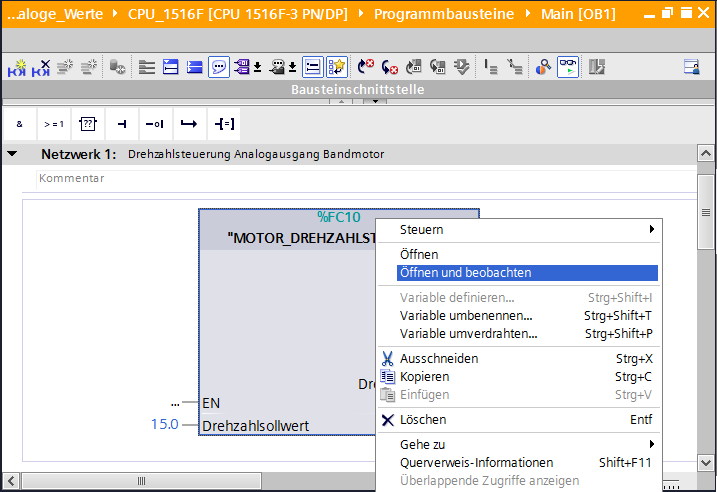 ...aloge_Werte ▸ CPU_1516F [CPU 1516F-3 PN/DP] ▸ Programmbausteine ▸ Main [OB1]
Bausteinschnittstelle
& >=1 ?? -[=]
Netzwerk 1: Drehzahlsteuerung Analogausgang Bandmotor
Kommentar
%FC10
"MOTOR_DREHZAHLST
Dre
... EN
15.0 Drehzahlsollwert
Steuern
Öffnen
Öffnen und beobachten
Variable definieren... Strg+Shift+I
Variable umbenennen... Strg+Shift+T
Variable umverdrahten... Strg+Shift+P
Ausschneiden Strg+X
Kopieren Strg+C
Einfügen Strg+V
Löschen Entf
Gehe zu
Querverweis-Informationen Shift+F11
Überlappende Zugriffe anzeigen